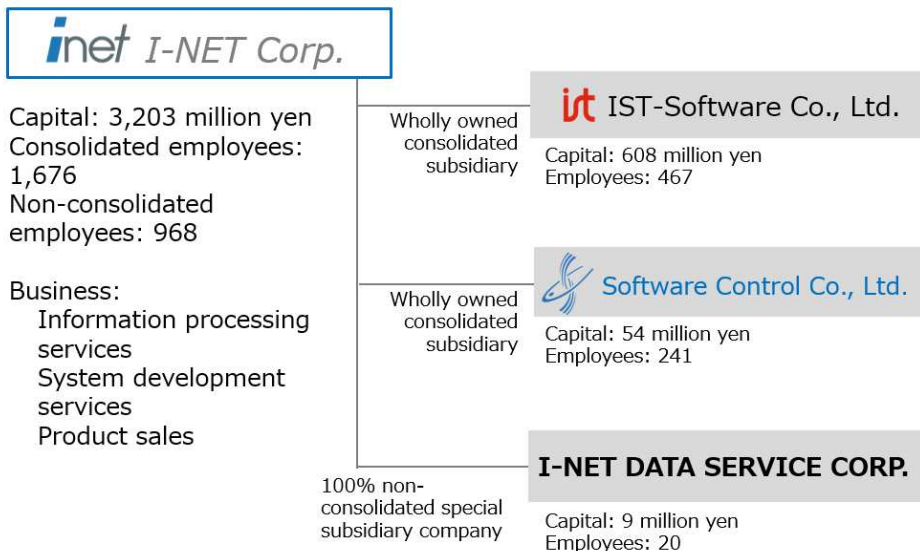 inet I-NET Corp.
Capital: 3,203 million yen
Consolidated employees:
1,676
Non-consolidated
employees: 968
Business:
Information processing
services
System development
services
Product sales
Wholly owned
consolidated
subsidiary
ist IST-Software Co., Ltd.
Capital: 608 million yen
Employees: 467
Wholly owned
consolidated
subsidiary
Software Control Co., Ltd.
Capital: 54 million yen
Employees: 241
100% non-
consolidated special
subsidiary company
I-NET DATA SERVICE CORP.
Capital: 9 million yen
Employees: 20